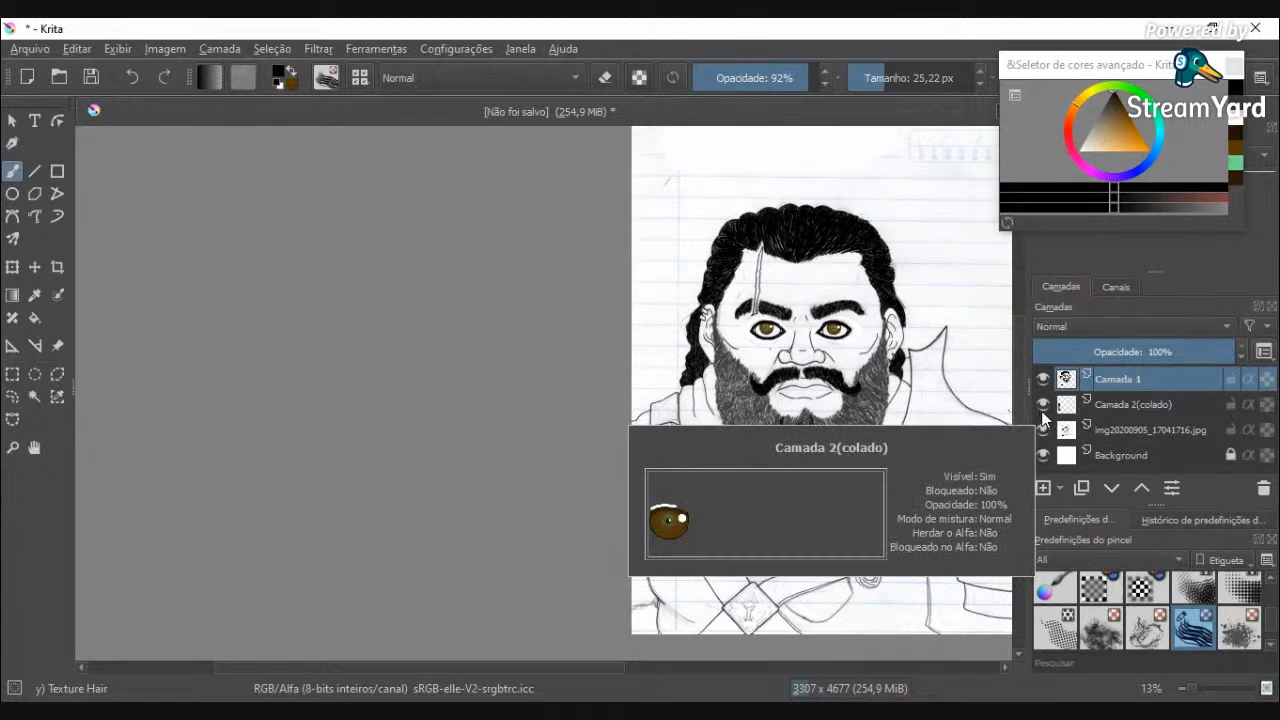 * - Krita
Powered by
StreamYard
Arquivo Editar Exibir Imagem Camada Seleção Filtrar Ferramentas Configurações Janela Ajuda
Normal
Opacidade: 92%
Tamanho: 25,22 px
&Seletor de cores avançado - Krita
[Não foi salvo] (254,9 MiB) *
Camadas Canais
Camadas
Normal
Opacidade: 100%
Camada 1
Camada 2(colado)
img20200905_17041716.jpg
Background
Camada 2(colado)
Visível: Sim
Bloqueado: Não
Opacidade: 100%
Modo de mistura: Normal
Herdar o Alfa: Não
Bloqueado no Alfa: Não
Predefinições d... Histórico de predefinições d...
Predefinições do pincel
All
Etiqueta
Pesquisar
y) Texture Hair
RGB/Alfa (8-bits inteiros/canal) sRGB-elle-V2-srgbtrc.icc
3307 x 4677 (254,9 MiB)
13%